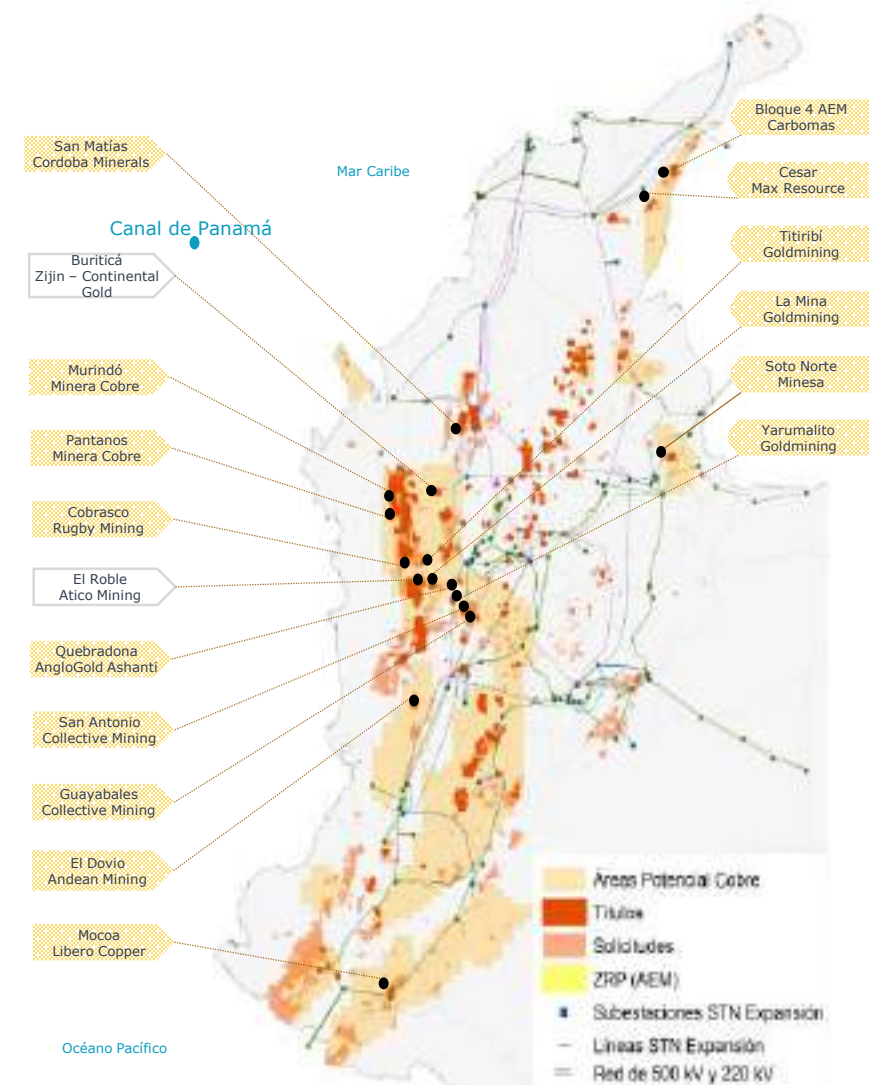 San Matías
Cordoba Minerals
Mar Caribe
Canal de Panamá
Buriticá
Zijin – Continental
Gold
Murindó
Minera Cobre
Pantanos
Minera Cobre
Cobrasco
Rugby Mining
El Roble
Atico Mining
Quebradona
AngloGold Ashanti
San Antonio
Collective Mining
Guayabales
Collective Mining
El Dovio
Andean Mining
Mocoa
Libero Copper
Océano Pacífico
Bloque 4 AEM
Carbomas
Cesar
Max Resource
Titiribí
Goldmining
La Mina
Goldmining
Soto Norte
Minesa
Yarumalito
Goldmining
Áreas Potencial Cobre
Títulos
Solicitudes
ZRP (AEM)
Subestaciones STN Expansión
Líneas STN Expansión
Red de 500 kV y 220 kV